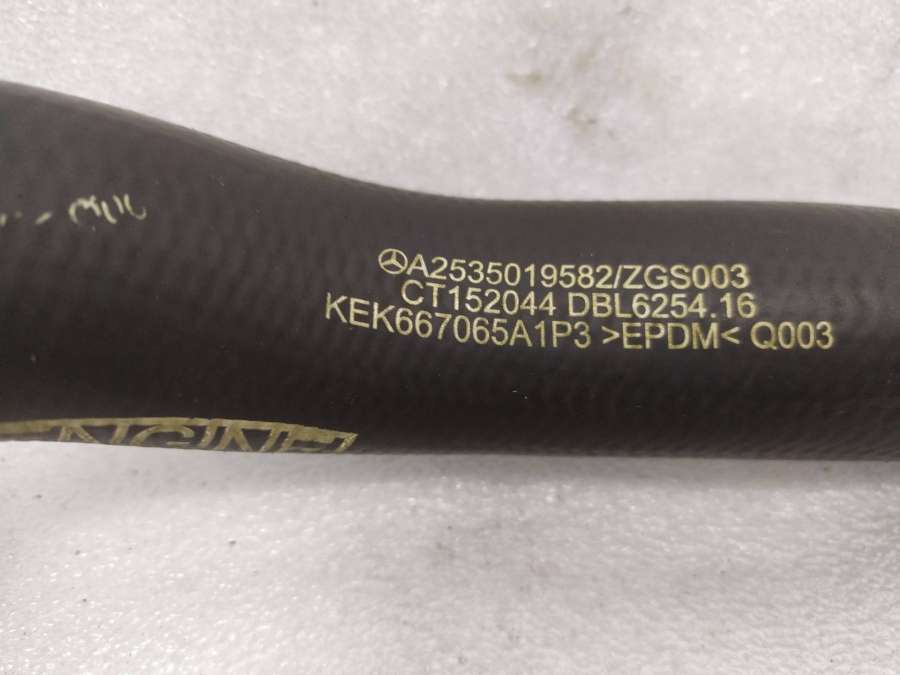 A2535019582/ZGS003
CT152044 DBL6254.16
KEK667065A1P3 >EPDM< Q003